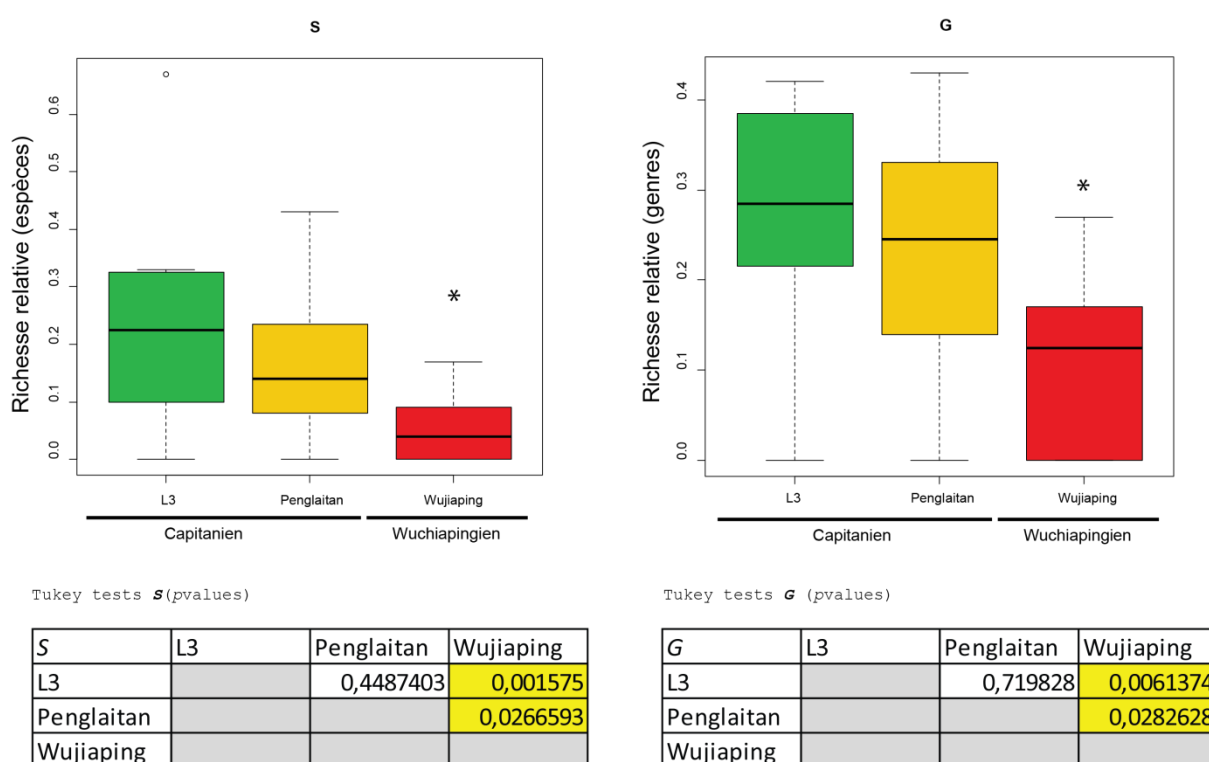 S
Richesse relative (espèces)
0.6
0.5
0.4
0.3
0.2
0.1
0.0
*
L3 Penglaitan Wujiaping
Capitanien Wuchiapingien
G
Richesse relative (genres)
0.4
0.3
0.2
0.1
0.0
*
L3 Penglaitan Wujiaping
Capitanien Wuchiapingien
Tukey tests S(pvalues)
S L3 Penglaitan Wujiaping
L3 0,4487403 0,001575
Penglaitan 0,0266593
Wujiaping
Tukey tests G (pvalues)
G L3 Penglaitan Wujiaping
L3 0,719828 0,0061374
Penglaitan 0,0282628
Wujiaping